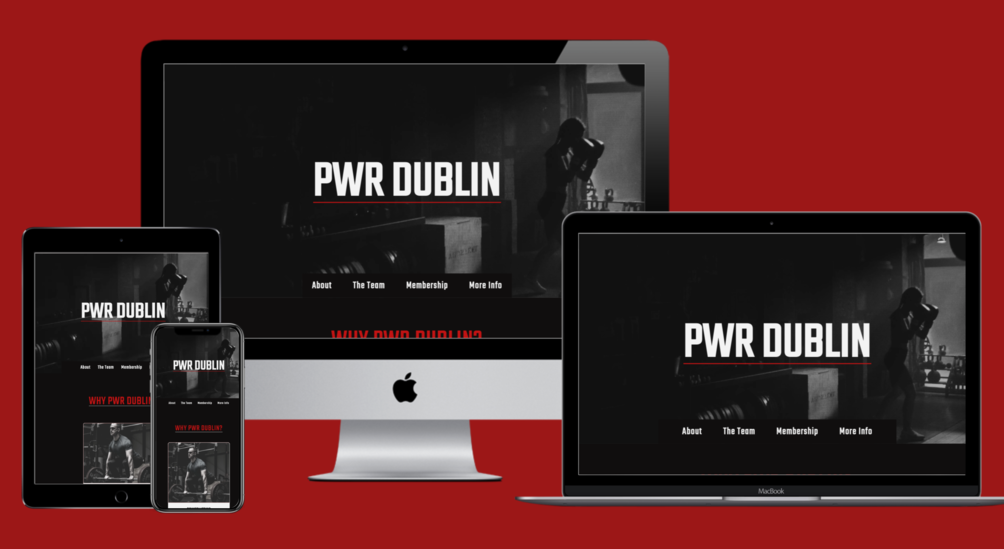 PWR DUBLIN
About The Team Membership More Info
WHY PWR DUBLIN?
PWR DUBLIN
About The Team Membership
WHY PWR DUBLIN
PWR DUBLIN
About The Team Membership More Info
WHY PWR DUBLIN?
PWR DUBLIN
About The Team Membership More Info
MacBook